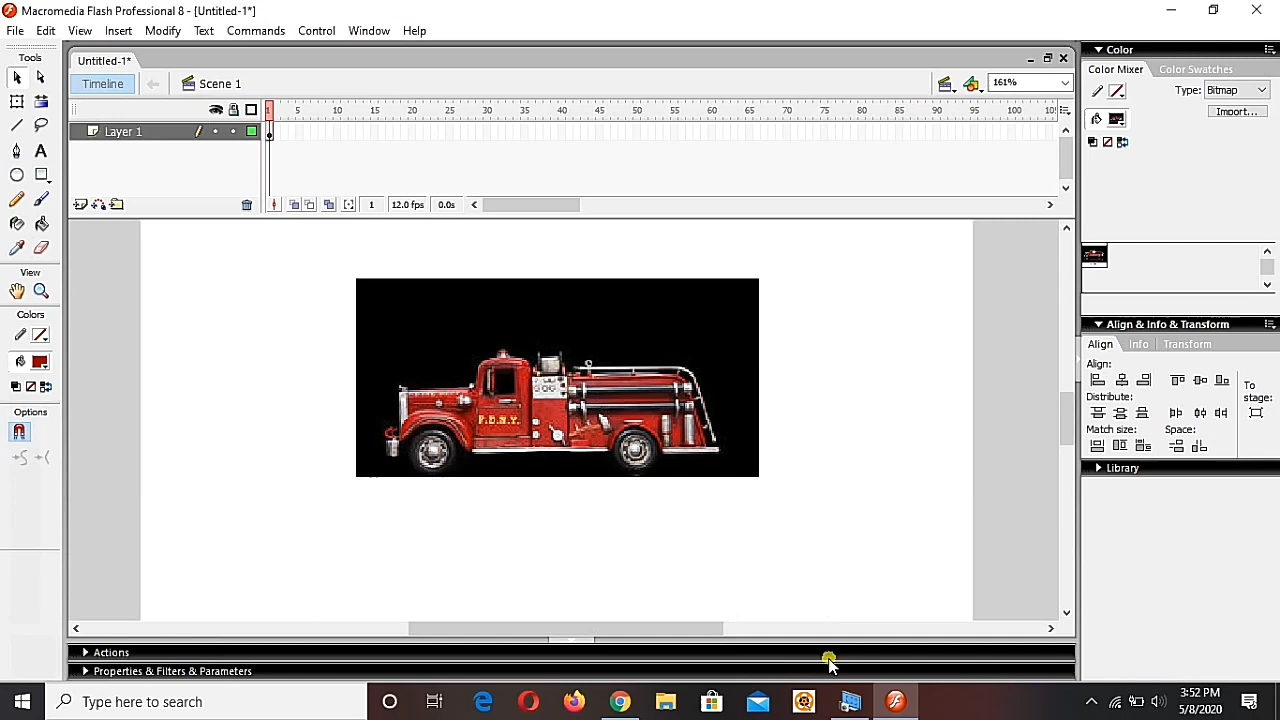 Macromedia Flash Professional 8 - [Untitled-1*]
File Edit View Insert Modify Text Commands Control Window Help
Tools
View
Colors
Options
Untitled-1*
Timeline
Scene 1
161%
1 5 10 15 20 25 30 35 40 45 50 55 60 65 70 75 80 85 90 95 100 105
Layer 1
1 12.0 fps 0.0s
Actions
Properties & Filters & Parameters
Color
Color Mixer Color Swatches
Type: Bitmap
Import...
Align & Info & Transform
Align Info Transform
Align:
Distribute:
Match size: Space:
To
stage:
Library
Type here to search
3:52 PM
5/8/2020